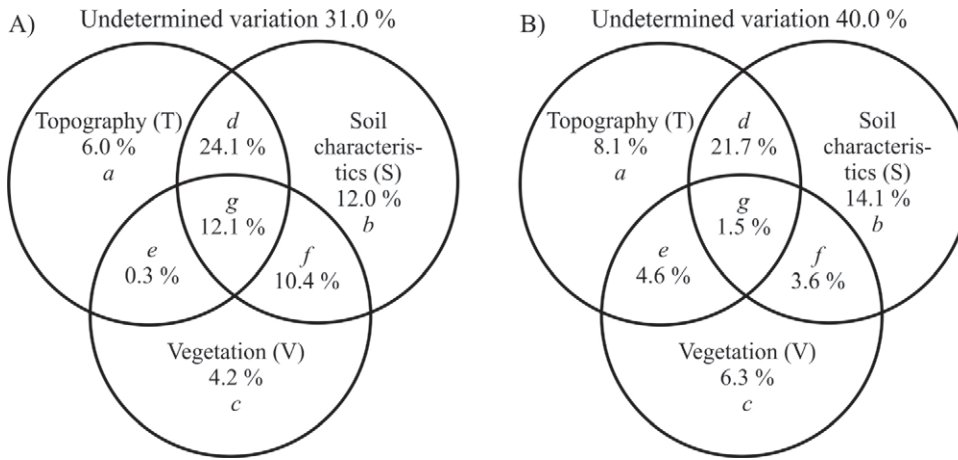 A)
Undetermined variation 31.0 %
Topography (T)
6.0 %
a
d
24.1 %
Soil
characteris-
tics (S)
12.0 %
b
g
12.1 %
e
0.3 %
f
10.4 %
Vegetation (V)
4.2 %
c
B)
Undetermined variation 40.0 %
Topography (T)
8.1 %
a
d
21.7 %
Soil
characteris-
tics (S)
14.1 %
b
g
1.5 %
e
4.6 %
f
3.6 %
Vegetation (V)
6.3 %
c